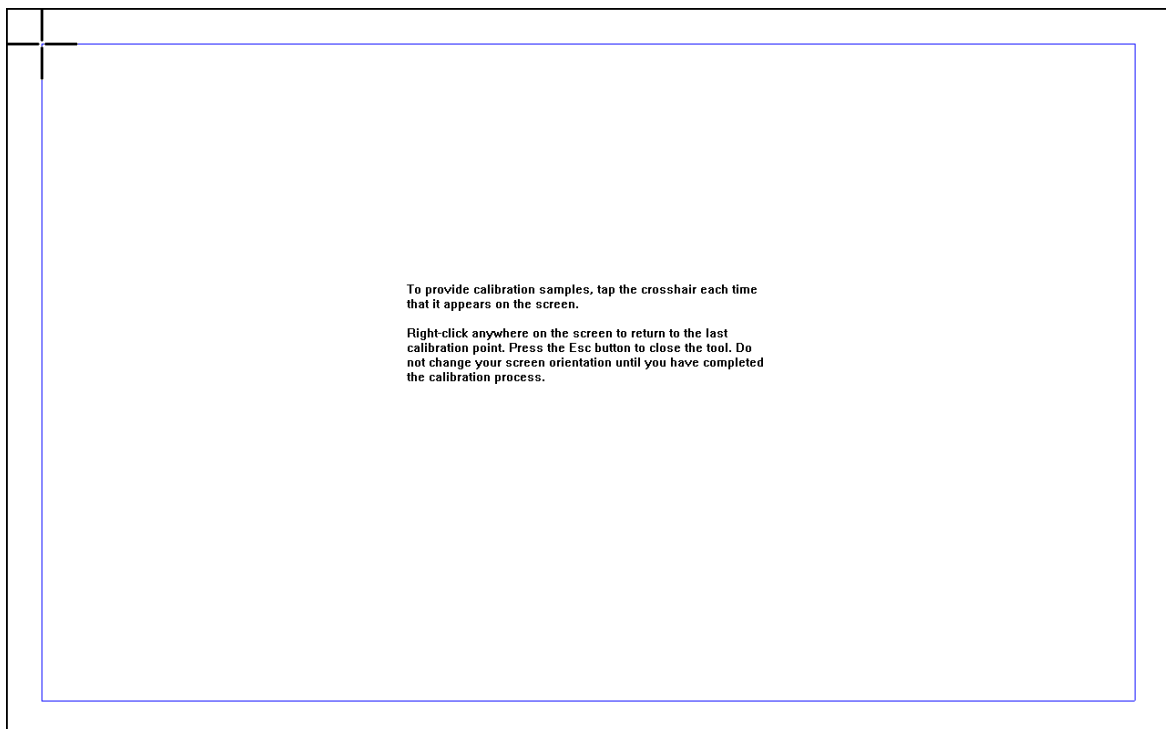 To provide calibration samples, tap the crosshair each time
that it appears on the screen.
Right-click anywhere on the screen to return to the last
calibration point. Press the Esc button to close the tool. Do
not change your screen orientation until you have completed
the calibration process.